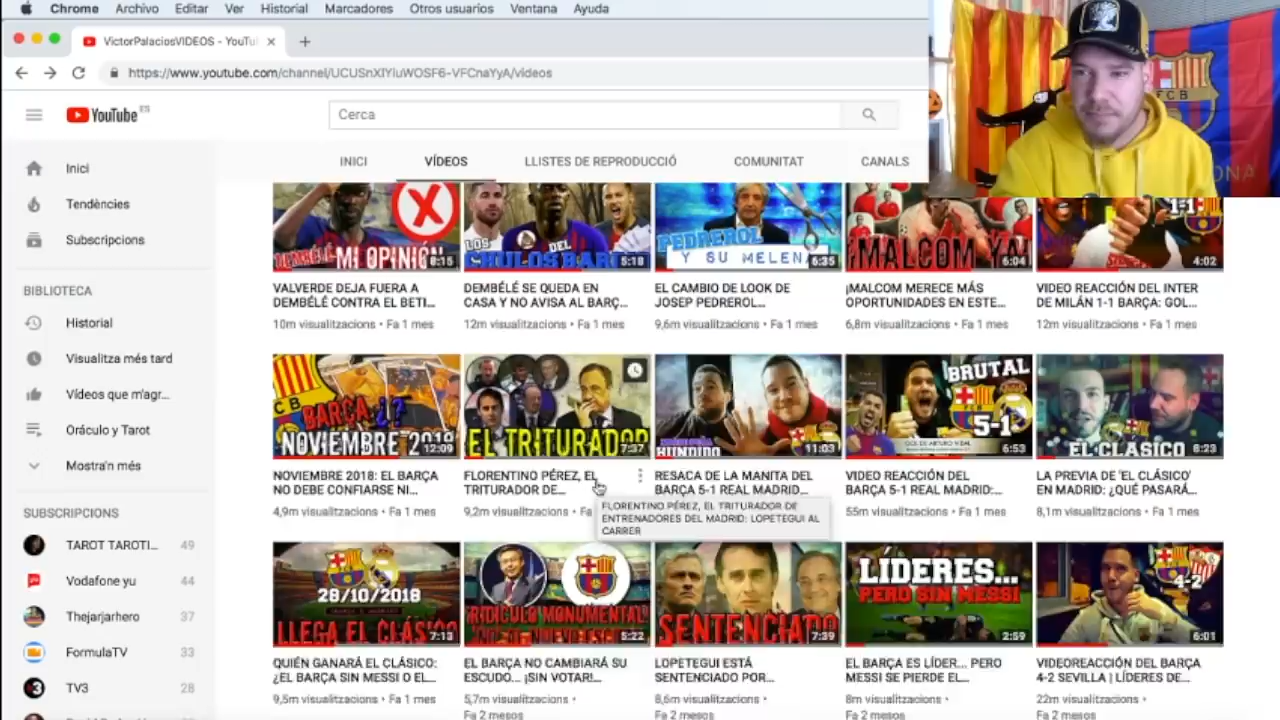 Chrome Archivo Editar Ver Historial Marcadores Otros usuarios Ventana Ayuda
VictorPalaciosVIDEOS - YouTu
https://www.youtube.com/channel/UCUSnXIYiuWOSF6-VFCnaYyA/videos
YouTube ES
Cerca
INICI VÍDEOS LLISTES DE REPRODUCCIÓ COMUNITAT CANALS
Inici
Tendències
Subscripcions
BIBLIOTECA
Historial
Visualitza més tard
Vídeos que m'agr...
Oráculo y Tarot
Mostra'n més
SUBSCRIPCIONS
TAROT TAROTI... 49
Vodafone yu 44
Thejarjarhero 37
FormulaTV 33
TV3 28
MI OPINIÓN
8:15
LOS CHULOS DEL BAR
5:18
PEDREROL
Y SU MELENA
6:35
¡MALCOM YA!
6:04
1-1
4:02
VALVERDE DEJA FUERA A
DEMBÉLÉ CONTRA EL BETI...
10m visualitzacions • Fa 1 mes
DEMBÉLÉ SE QUEDA EN
CASA Y NO AVISA AL BARÇ...
12m visualitzacions • Fa 1 mes
EL CAMBIO DE LOOK DE
JOSEP PEDREROL...
9,6m visualitzacions • Fa 1 mes
¡MALCOM MERECE MÁS
OPORTUNIDADES EN ESTE...
6,8m visualitzacions • Fa 1 mes
VIDEO REACCIÓN DEL INTER
DE MILÁN 1-1 BARÇA: GOL...
12m visualitzacions • Fa 1 mes
BARÇA ¿?
NOVIEMBRE 2018
12:09
EL TRITURADOR
7:37
HUNDIDO
11:03
BRUTAL
5-1
GOL DE ARTURO VIDAL
6:53
EL CLÁSICO
8:23
NOVIEMBRE 2018: EL BARÇA
NO DEBE CONFIARSE NI...
4,9m visualitzacions • Fa 1 mes
FLORENTINO PÉREZ, EL
TRITURADOR DE...
9,2m visualitzacions • Fa
FLORENTINO PÉREZ, EL TRITURADOR DE
ENTRENADORES DEL MADRID: LOPETEGUI AL
CARRER
RESACA DE LA MANITA DEL
BARÇA 5-1 REAL MADRID...
VIDEO REACCIÓN DEL
BARÇA 5-1 REAL MADRID:...
55m visualitzacions • Fa 1 mes
LA PREVIA DE 'EL CLÁSICO'
EN MADRID: ¿QUÉ PASARÁ...
8,1m visualitzacions • Fa 1 mes
28/10/2018
LLEGA EL CLÁSICO
7:13
RIDÍCULO MONUMENTAL
5:22
SENTENCIADO
7:39
LÍDERES...
PERO SIN MESSI
2:59
4-2
6:01
QUIÉN GANARÁ EL CLÁSICO:
¿EL BARÇA SIN MESSI O EL...
9,5m visualitzacions • Fa 1 mes
EL BARÇA NO CAMBIARÁ SU
ESCUDO... ¡SIN VOTAR!...
5,7m visualitzacions •
Fa 2 mesos
LOPETEGUI ESTÁ
SENTENCIADO POR...
8,6m visualitzacions •
Fa 2 mesos
EL BARÇA ES LÍDER... PERO
MESSI SE PIERDE EL...
8m visualitzacions •
Fa 2 mesos
VIDEOREACCIÓN DEL BARÇA
4-2 SEVILLA | LÍDERES DE...
22m visualitzacions •
Fa 2 mesos
FCB